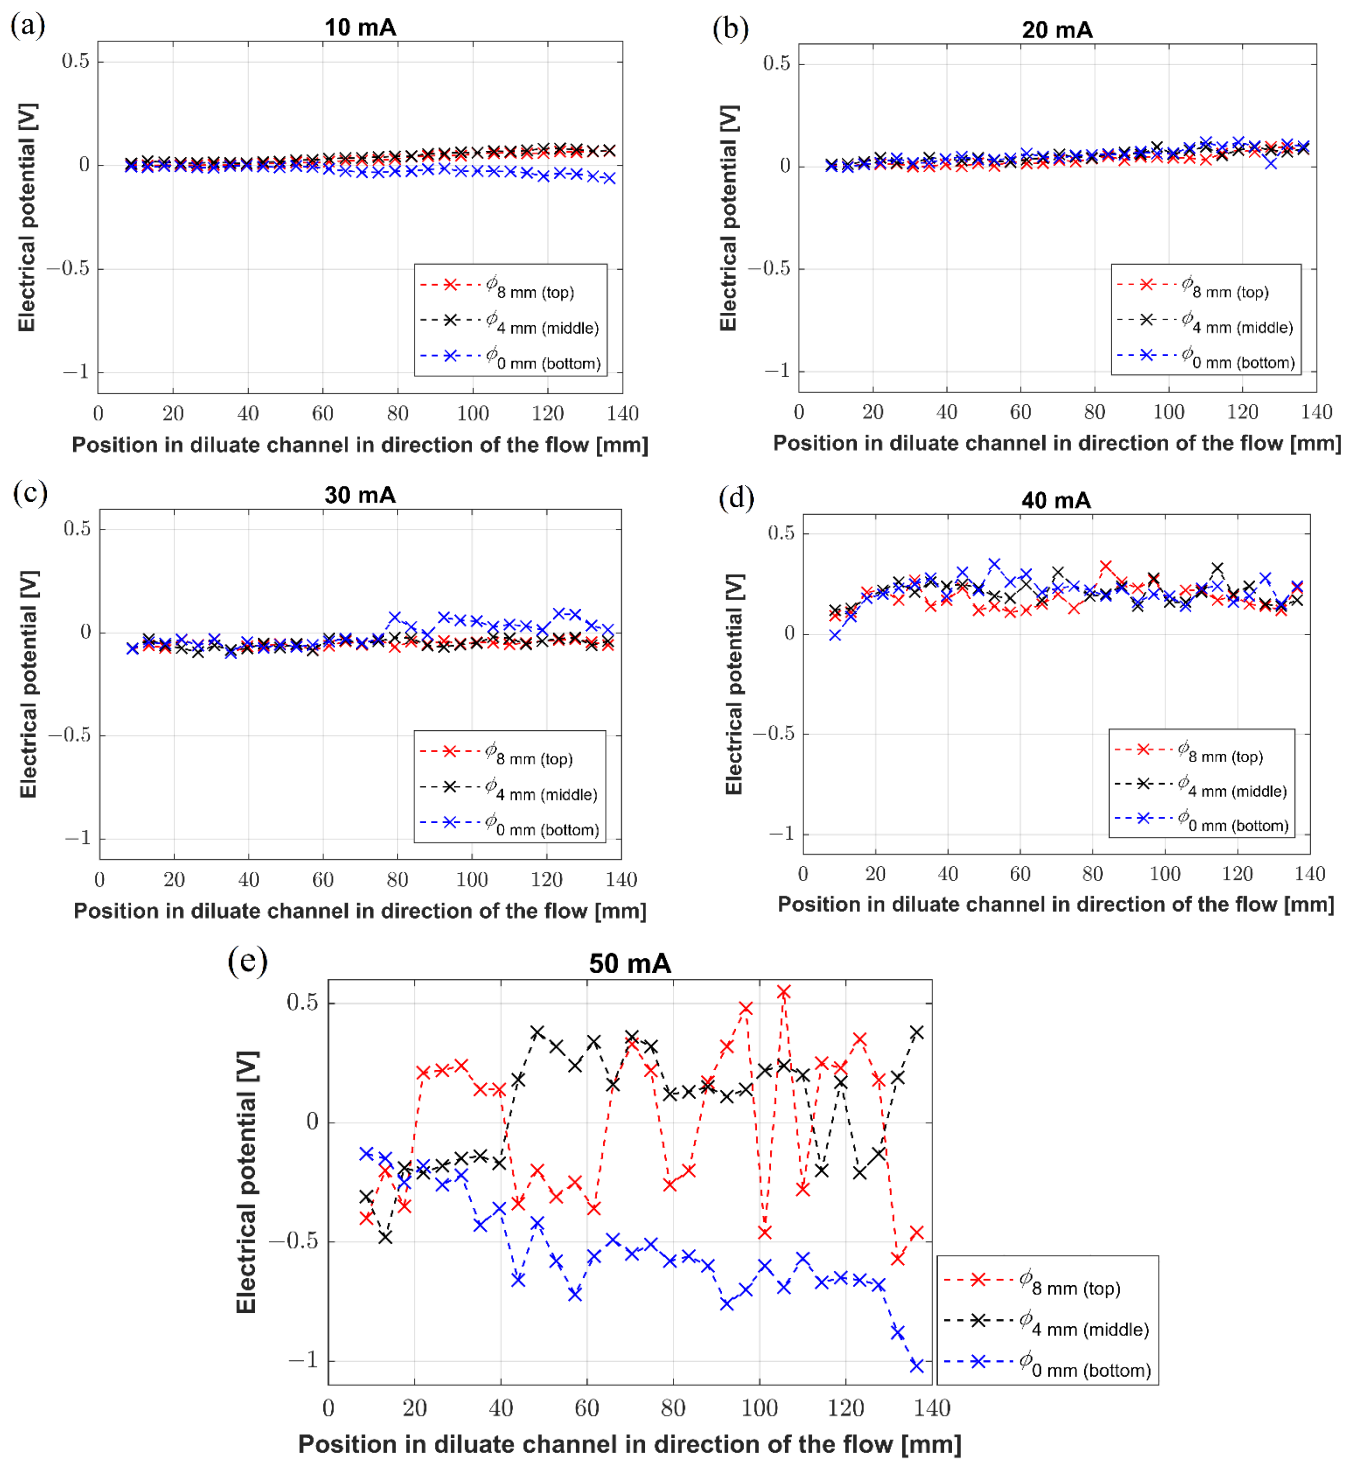 (a)
10 mA
Electrical potential [V]
0.5
0
−0.5
−1
ϕ8 mm (top)
ϕ4 mm (middle)
ϕ0 mm (bottom)
0 20 40 60 80 100 120 140
Position in diluate channel in direction of the flow [mm]
(b)
20 mA
Electrical potential [V]
0.5
0
−0.5
−1
ϕ8 mm (top)
ϕ4 mm (middle)
ϕ0 mm (bottom)
0 20 40 60 80 100 120 140
Position in diluate channel in direction of the flow [mm]
(c)
30 mA
Electrical potential [V]
0.5
0
−0.5
−1
ϕ8 mm (top)
ϕ4 mm (middle)
ϕ0 mm (bottom)
0 20 40 60 80 100 120 140
Position in diluate channel in direction of the flow [mm]
(d)
40 mA
Electrical potential [V]
0.5
0
−0.5
−1
ϕ8 mm (top)
ϕ4 mm (middle)
ϕ0 mm (bottom)
0 20 40 60 80 100 120 140
Position in diluate channel in direction of the flow [mm]
(e)
50 mA
Electrical potential [V]
0.5
0
−0.5
−1
ϕ8 mm (top)
ϕ4 mm (middle)
ϕ0 mm (bottom)
0 20 40 60 80 100 120 140
Position in diluate channel in direction of the flow [mm]